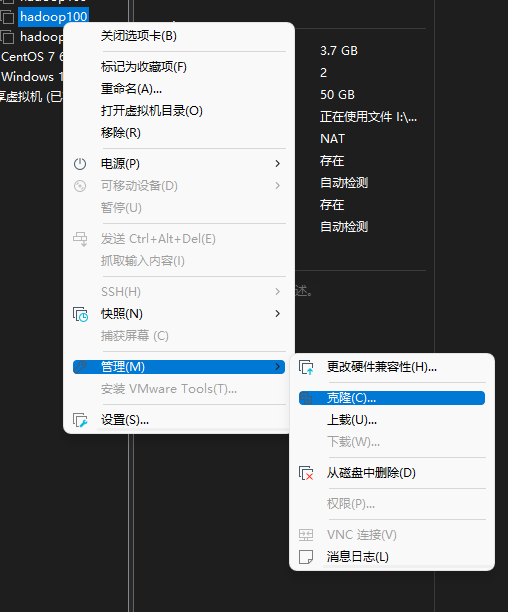 hadoop100
关闭选项卡(B)
标记为收藏项(F)
重命名(A)...
打开虚拟机目录(O)
移除(R)
电源(P)
可移动设备(D)
暂停(U)
发送 Ctrl+Alt+Del(E)
抓取输入内容(I)
SSH(H)
快照(N)
捕获屏幕 (C)
管理(M)
安装 VMware Tools(T)...
设置(S)...
hadoo
CentOS 7 6
Windows 1
享虚拟机 (已
3.7 GB
2
50 GB
正在使用文件 I:\...
NAT
存在
自动检测
存在
自动检测
述。
更改硬件兼容性(H)...
克隆(C)...
上载(U)...
下载(W)...
从磁盘中删除(D)
权限(P)...
VNC 连接(V)
消息日志(L)